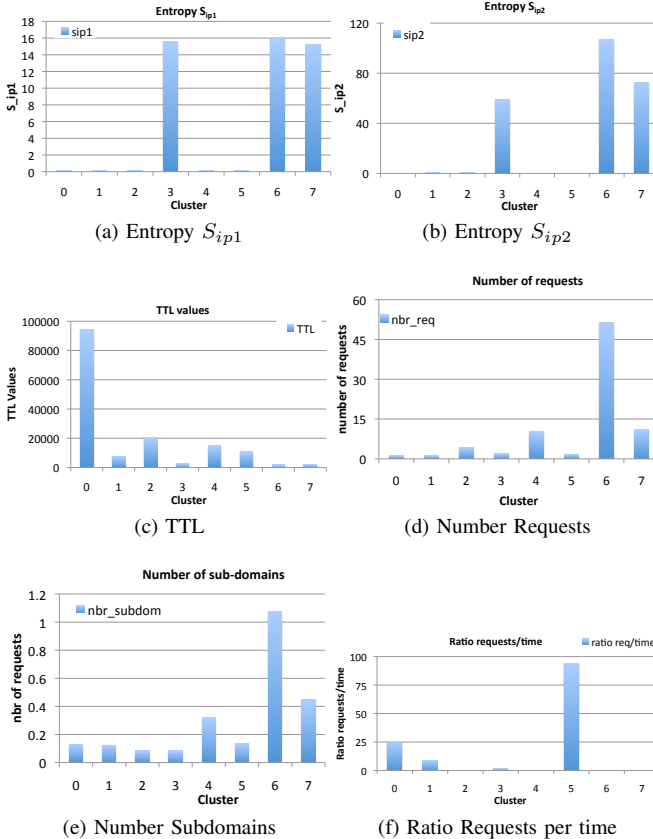 Entropy Sip1
sip1
S_ip1
18
16
14
12
10
8
6
4
2
0
0 1 2 3 4 5 6 7
Cluster
(a) Entropy Sip1
Entropy Sip2
sip2
S_ip2
120
80
40
0
0 1 2 3 4 5 6 7
Cluster
(b) Entropy Sip2
TTL values
TTL
TTL Values
100000
80000
60000
40000
20000
0
0 1 2 3 4 5 6 7
Cluster
(c) TTL
Number of requests
nbr_req
number of requests
60
45
30
15
0
0 1 2 3 4 5 6 7
Cluster
(d) Number Requests
Number of sub-domains
nbr_subdom
nbr of requests
1.2
1
0.8
0.6
0.4
0.2
0
0 1 2 3 4 5 6 7
Cluster
(e) Number Subdomains
Ratio requests/time
ratio req/time
Ratio requests/time
100
75
50
25
0
0 1 2 3 4 5 6 7
Cluster
(f) Ratio Requests per time